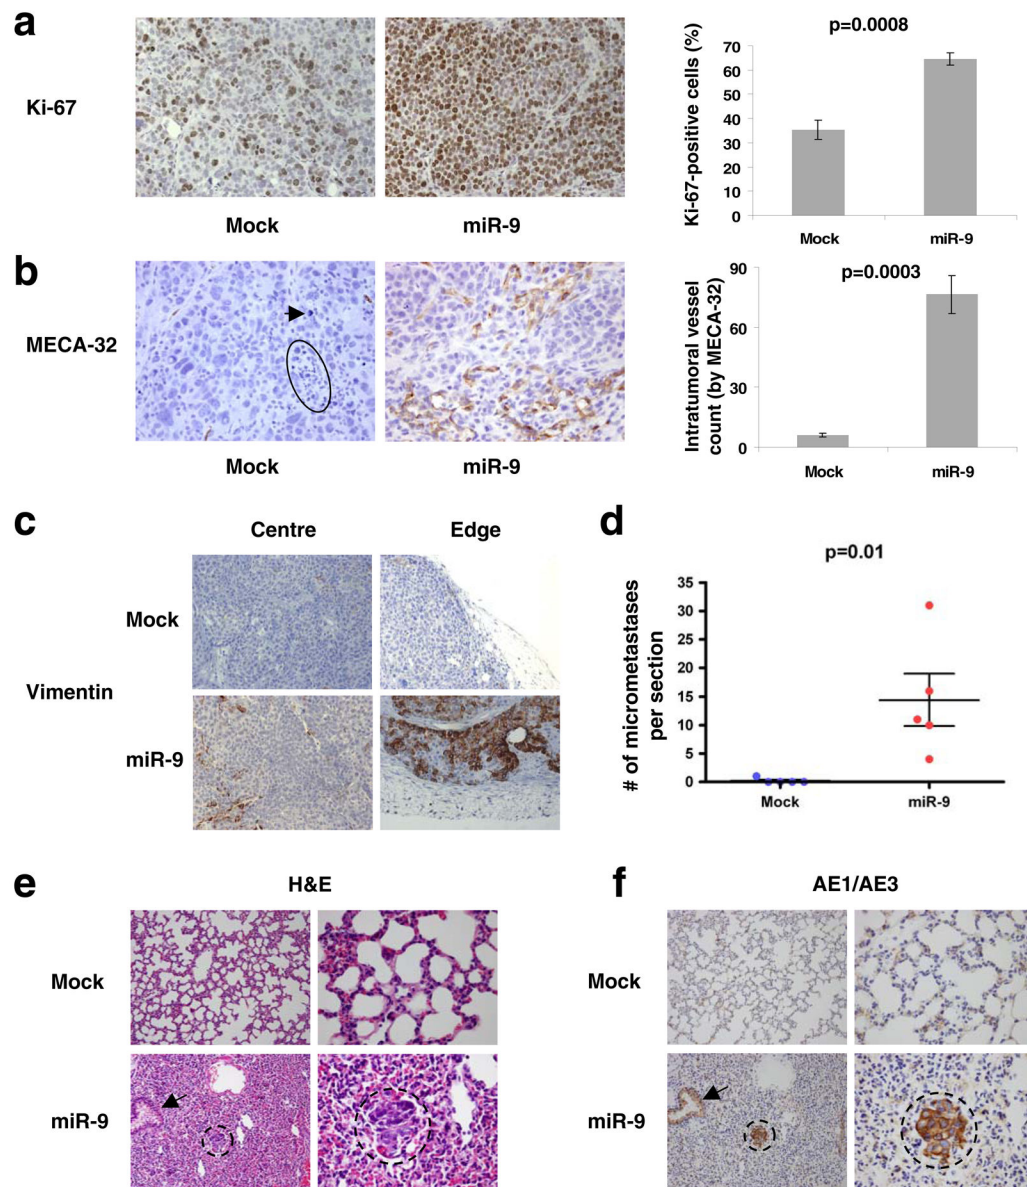 a
Ki-67
Mock
miR-9
p=0.0008
Ki-67-positive cells (%)
70
60
50
40
30
20
10
0
Mock
miR-9
b
MECA-32
Mock
miR-9
p=0.0003
Intratumoral vessel
count (by MECA-32)
90
60
30
0
Mock
miR-9
c
Centre
Edge
Vimentin
Mock
miR-9
d
p=0.01
# of micrometastases
per section
35
30
25
20
15
10
5
0
Mock
miR-9
e
H&E
Mock
miR-9
f
AE1/AE3
Mock
miR-9